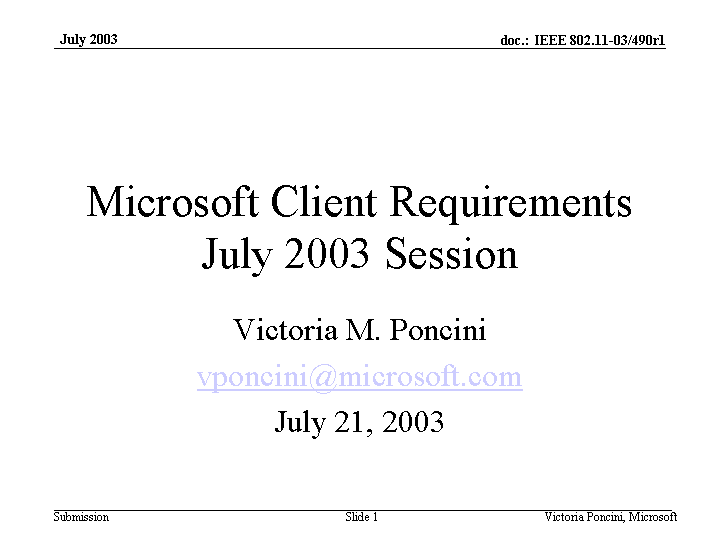 July 2003
doc.: IEEE 802.11-03/490r1
Microsoft Client Requirements
July 2003 Session
Victoria M. Poncini
vponcini@microsoft.com
July 21, 2003
Submission
Slide 1
Victoria Poncini, Microsoft